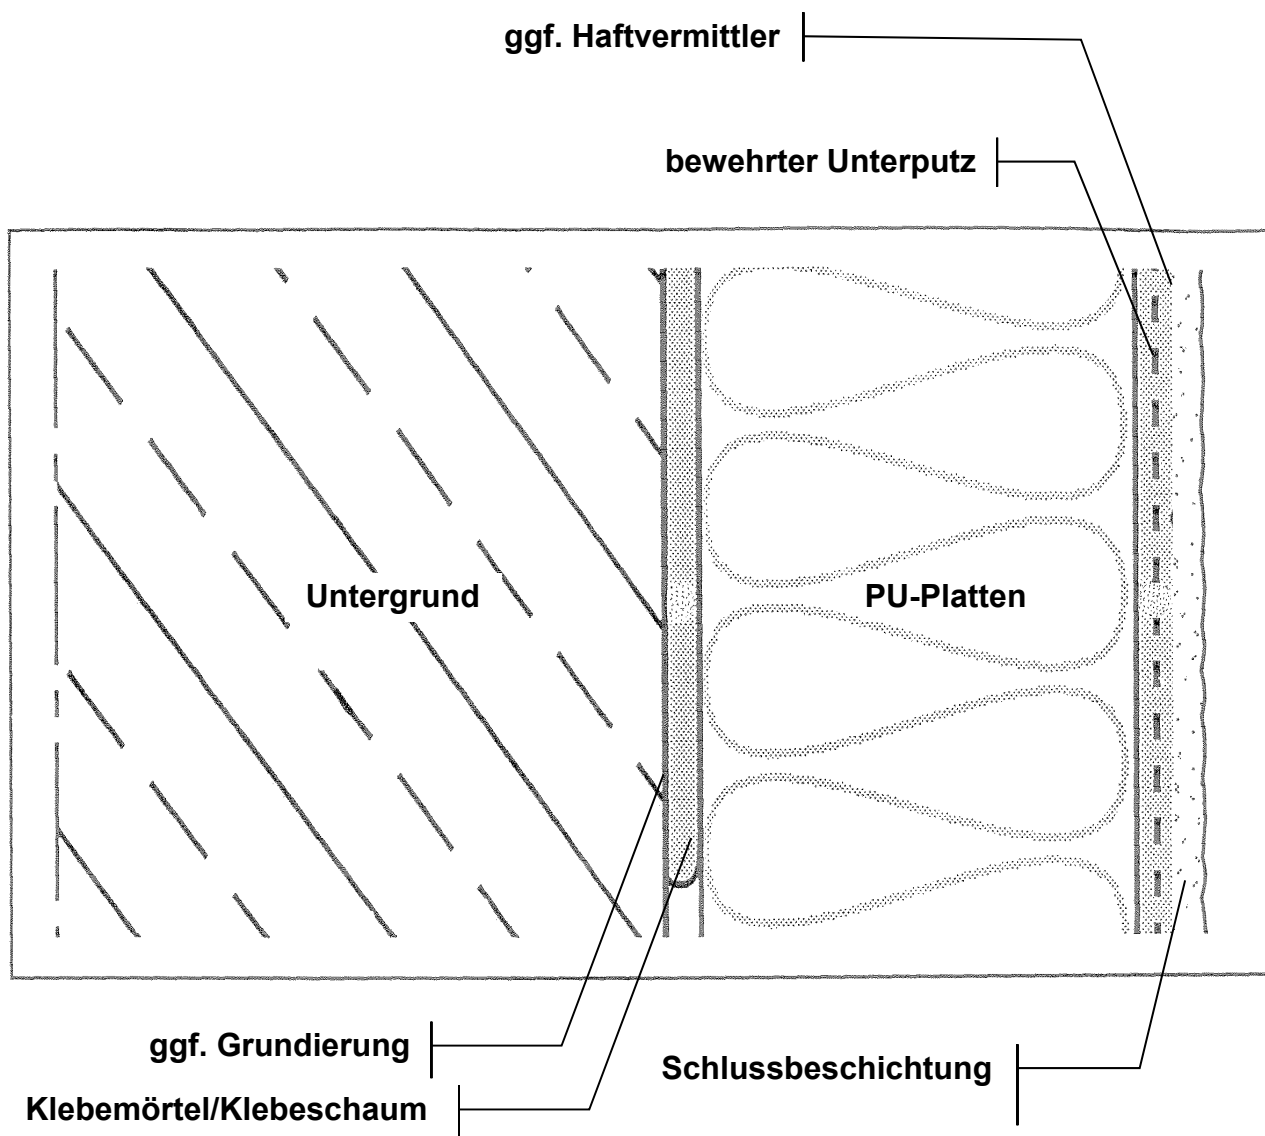 ggf. Haftvermittler
bewehrter Unterputz
Untergrund
PU-Platten
ggf. Grundierung
Schlussbeschichtung
Klebemörtel/Klebeschaum